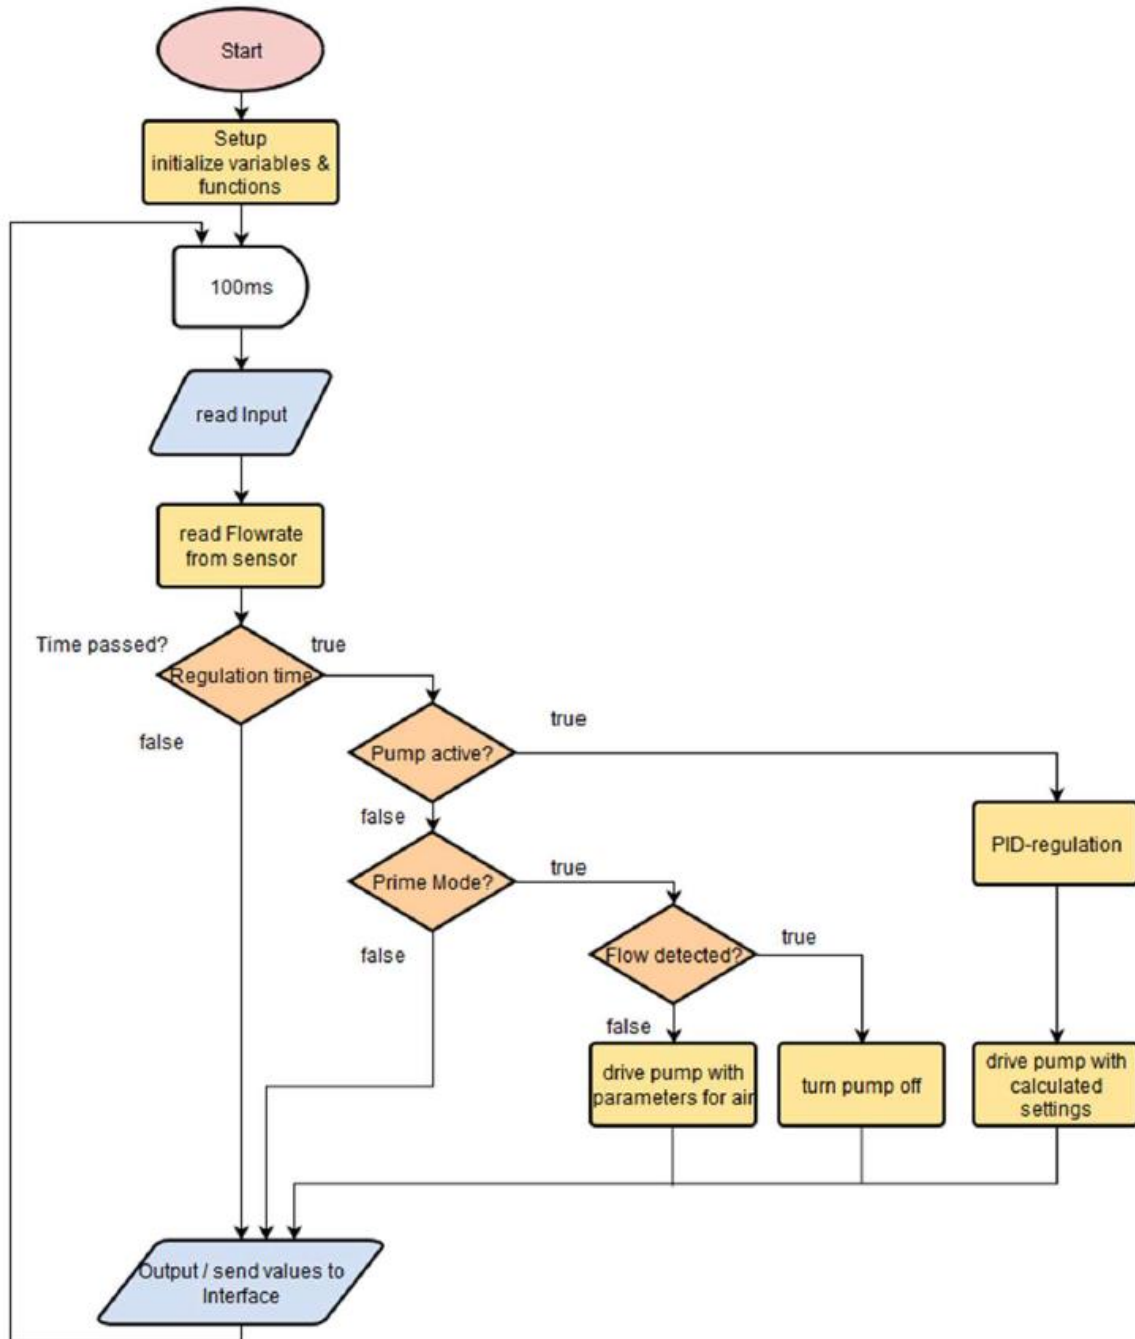 Start
Setup
initialize variables &
functions
100ms
read Input
read Flowrate
from sensor
Time passed?
true
Regulation time
false
true
Pump active?
false
PID-regulation
Prime Mode?
true
false
Flow detected?
true
false
drive pump with
parameters for air
turn pump off
drive pump with
calculated
settings
Output / send values to
Interface